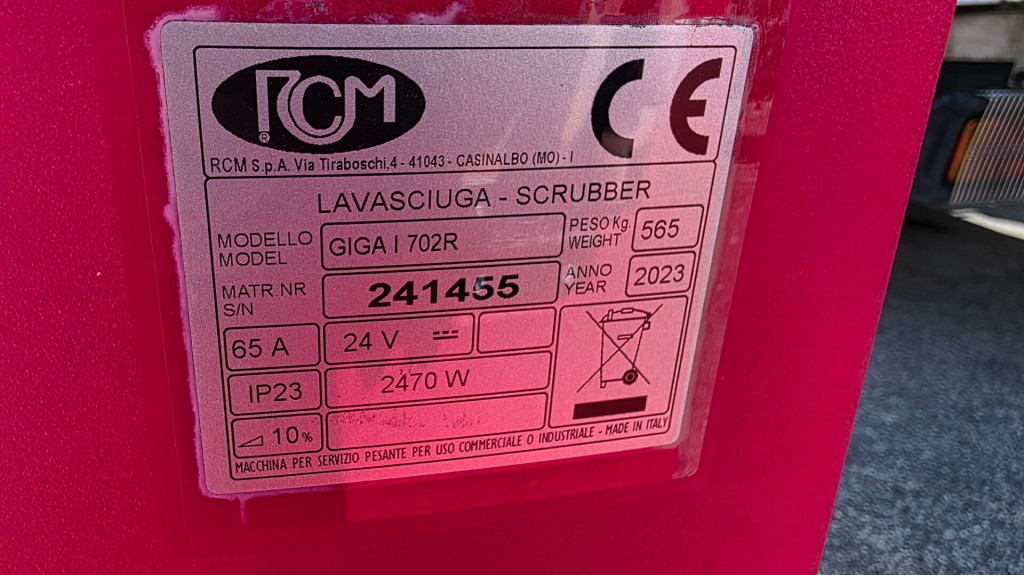 RCM
®
CE
RCM S.p.A. Via Tiraboschi,4 - 41043 - CASINALBO (MO) - I
LAVASCIUGA - SCRUBBER
MODELLO
MODEL
GIGA I 702R
PESO Kg.
WEIGHT
565
MATR.NR
S/N
241455
ANNO
YEAR
2023
65 A
24 V
IP23
2470 W
10%
MACCHINA PER SERVIZIO PESANTE PER USO COMMERCIALE O INDUSTRIALE - MADE IN ITALY